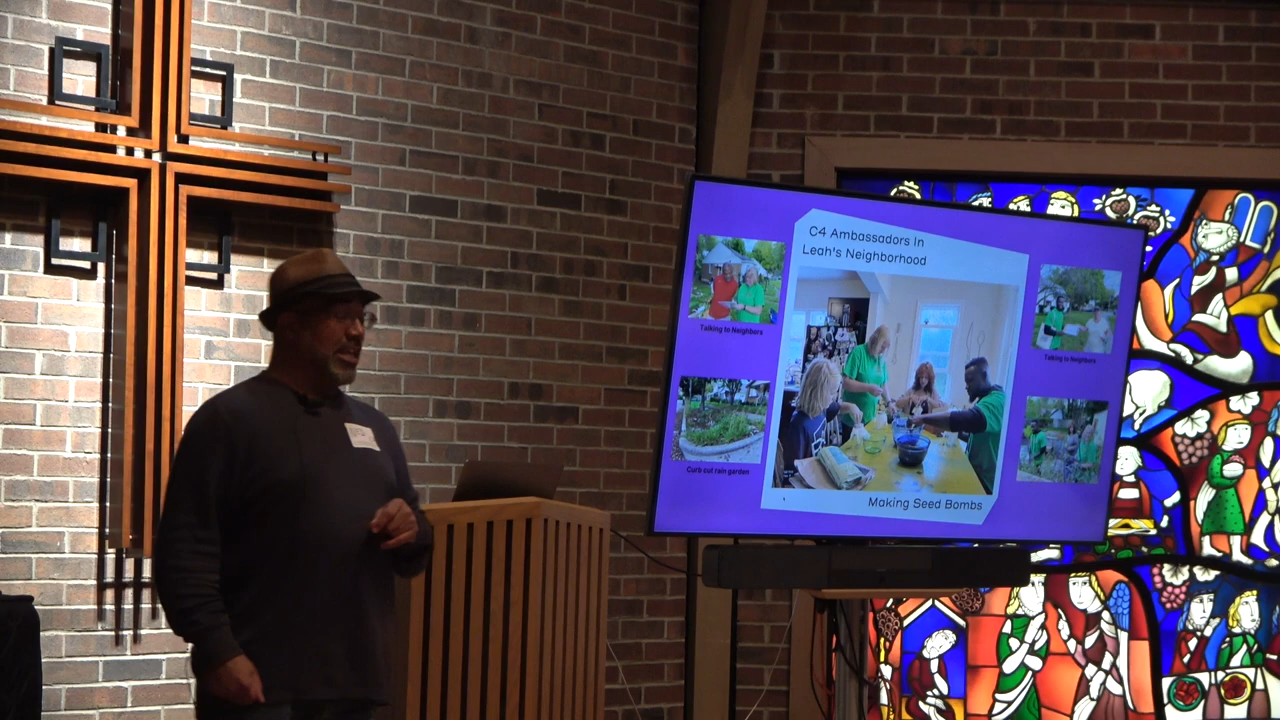 C4 Ambassadors In
Leah's Neighborhood
Talking to Neighbors
Talking to Neighbors
Curb cut rain garden
Making Seed Bombs